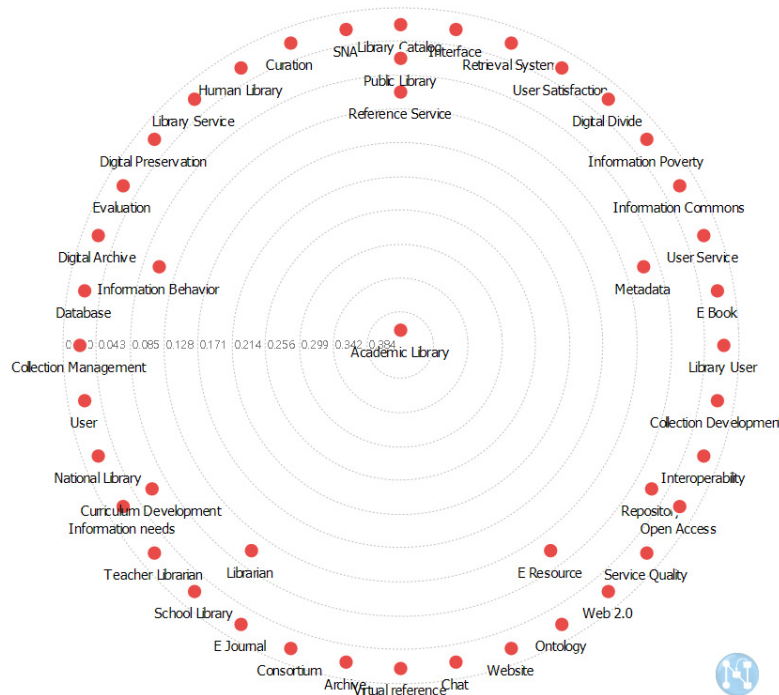 Library Catalog
SNA
Interface
Curation
Retrieval System
Public Library
Human Library
User Satisfaction
Reference Service
Library Service
Digital Divide
Digital Preservation
Information Poverty
Evaluation
Information Commons
Digital Archive
User Service
Information Behavior
Metadata
Database
E Book
0.043 0.085 0.128 0.171 0.214 0.256 0.299 0.342 0.384
Academic Library
Collection Management
Library User
User
Collection Development
National Library
Interoperability
Curriculum Development
Repository
Information needs
Open Access
Teacher Librarian
Librarian
E Resource
Service Quality
School Library
Web 2.0
E Journal
Ontology
Consortium
Website
Archive
Virtual reference
Chat